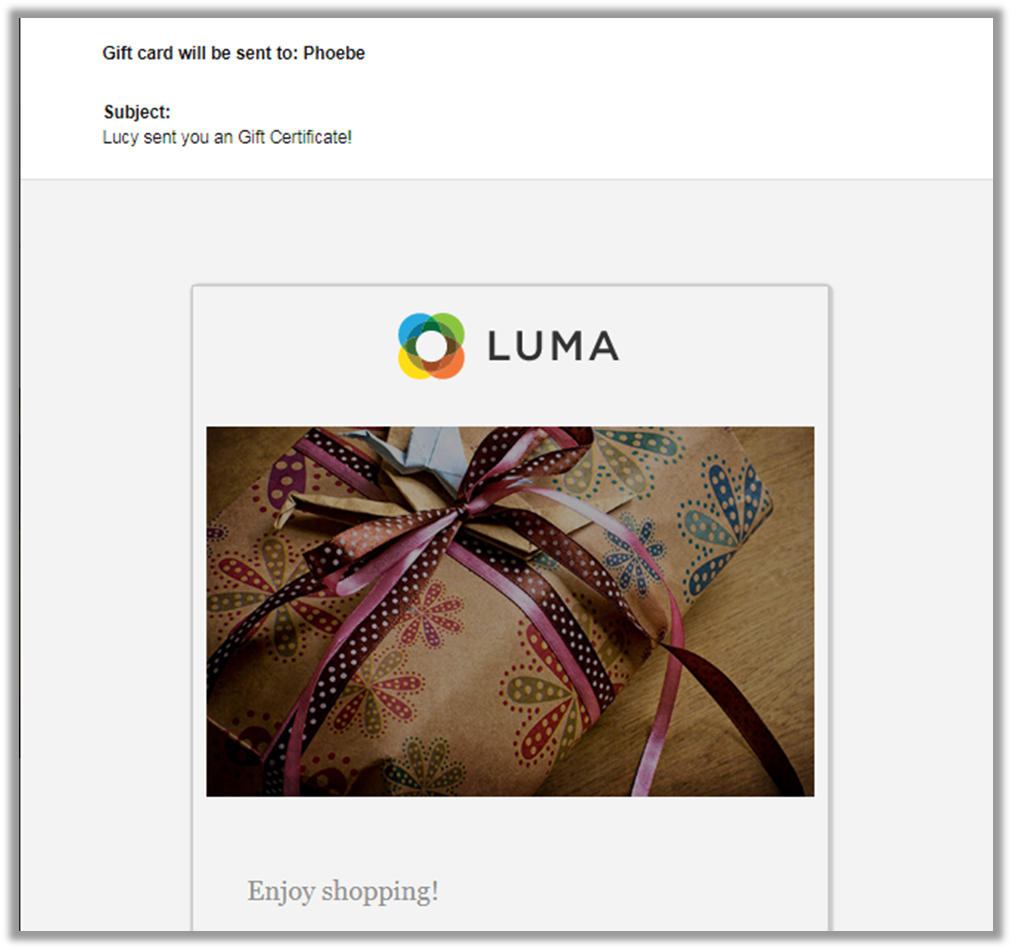 Gift card will be sent to: Phoebe
Subject:
Lucy sent you an Gift Certificate!
LUMA
Enjoy shopping!